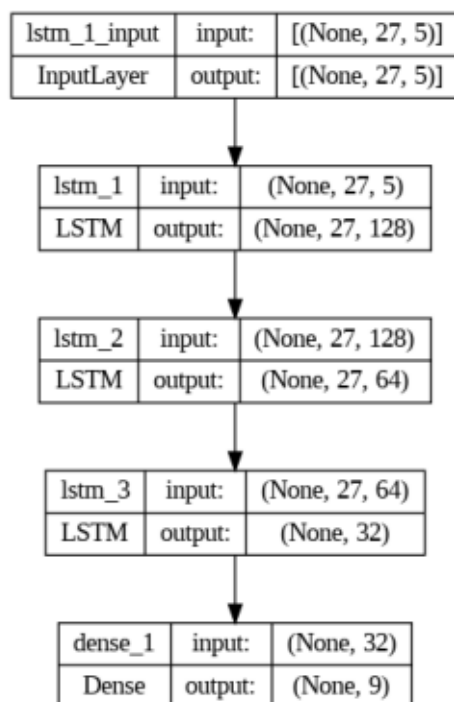 lstm_1_input input: [(None, 27, 5)]
InputLayer output: [(None, 27, 5)]
lstm_1 input: (None, 27, 5)
LSTM output: (None, 27, 128)
lstm_2 input: (None, 27, 128)
LSTM output: (None, 27, 64)
lstm_3 input: (None, 27, 64)
LSTM output: (None, 32)
dense_1 input: (None, 32)
Dense output: (None, 9)